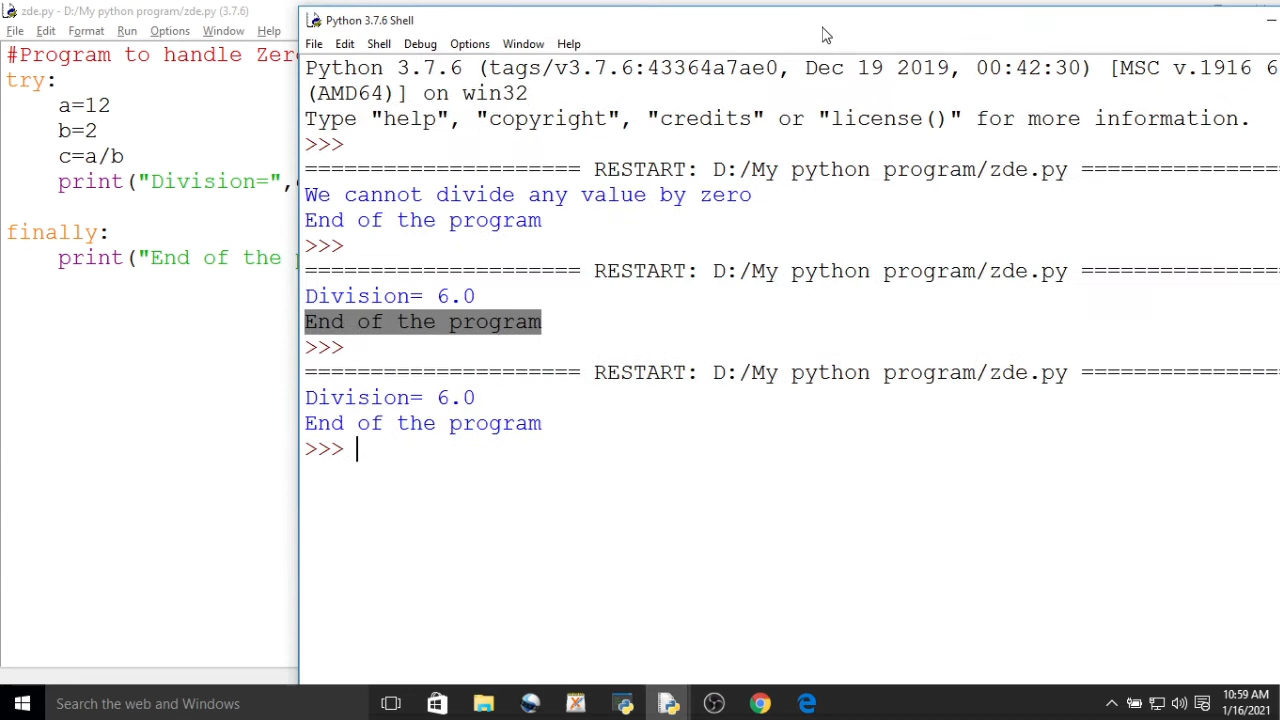 zde.py - D:/My python program/zde.py (3.7.6)
File Edit Format Run Options Window Help
#Program to handle Zero
try:
a=12
b=2
c=a/b
print("Division=",
finally:
print("End of the
Python 3.7.6 Shell
File Edit Shell Debug Options Window Help
Python 3.7.6 (tags/v3.7.6:43364a7ae0, Dec 19 2019, 00:42:30) [MSC v.1916 6
(AMD64)] on win32
Type "help", "copyright", "credits" or "license()" for more information.
>>>
===================== RESTART: D:/My python program/zde.py ===============
We cannot divide any value by zero
End of the program
>>>
===================== RESTART: D:/My python program/zde.py ===============
Division= 6.0
End of the program
>>>
===================== RESTART: D:/My python program/zde.py ===============
Division= 6.0
End of the program
>>>
Search the web and Windows
10:59 AM
1/16/2021